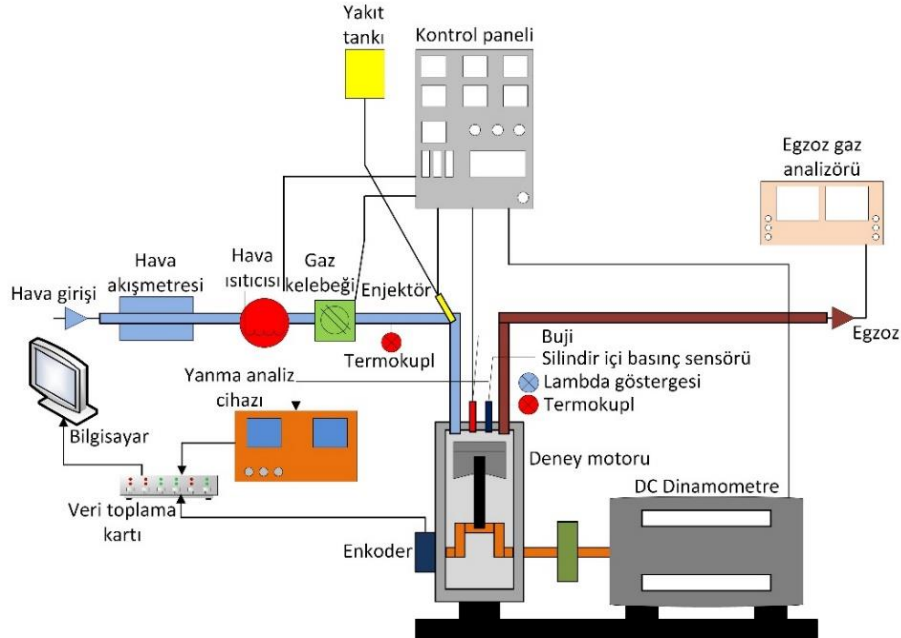 Yakıt
tankı
Kontrol paneli
Egzoz gaz
analizörü
Hava girişi
Hava
akışmetresi
Hava
ısıtıcısı
Gaz
kelebeği
Enjektör
Termokupl
Egzoz
Buji
Silindir içi basınç sensörü
Lambda göstergesi
Termokupl
Yanma analiz
cihazı
Bilgisayar
Deney motoru
DC Dinamometre
Veri toplama
kartı
Enkoder